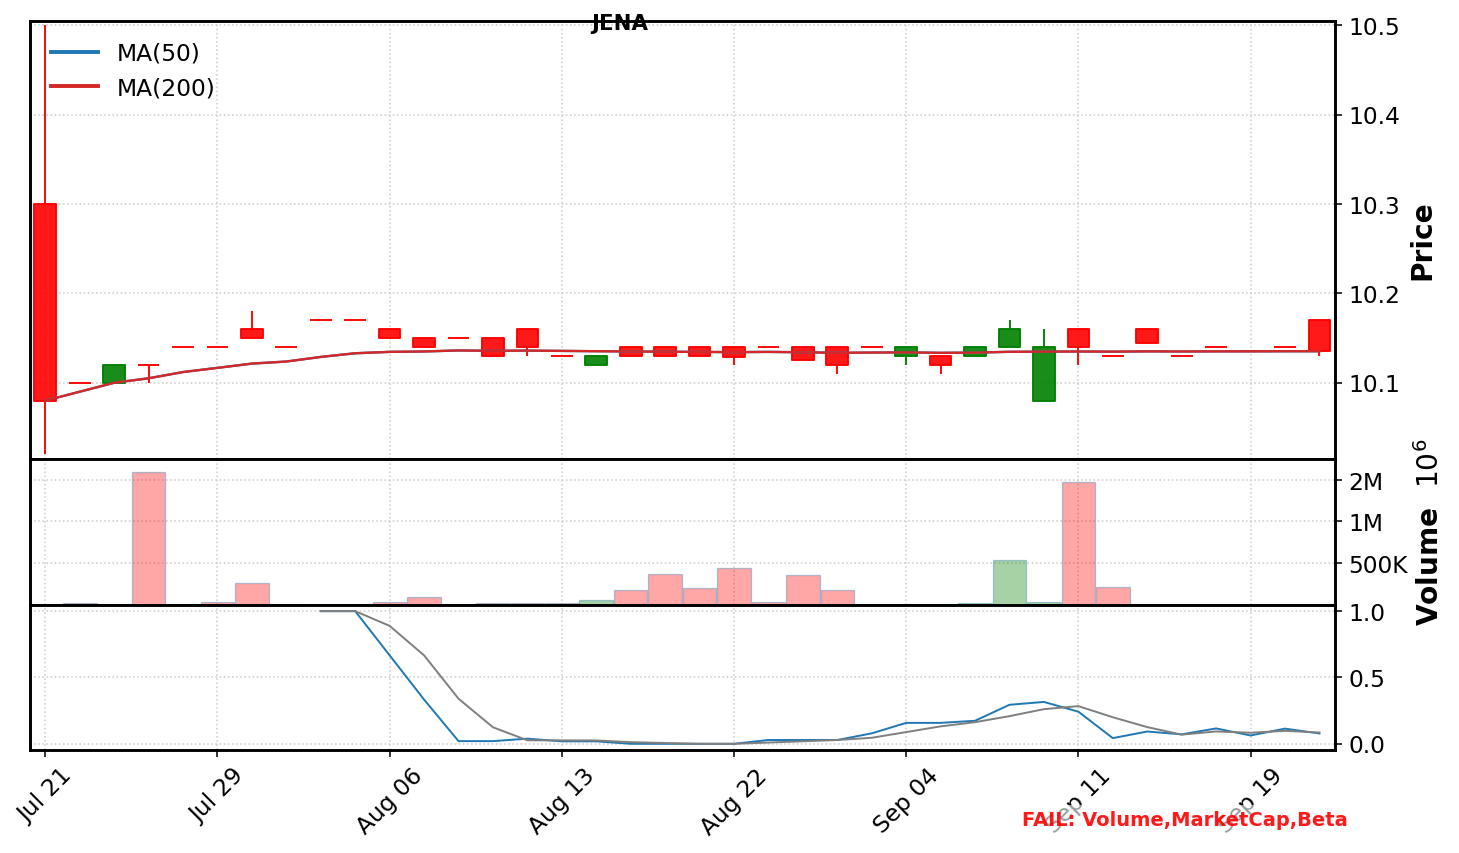 JENA
MA(50)
MA(200)
10.5
10.4
10.3
10.2
10.1
Price
2M
1M
500K
Volume 10⁶
1.0
0.5
0.0
Jul 21
Jul 29
Aug 06
Aug 13
Aug 22
Sep 04
Sep 11
Sep 19
FAIL: Volume,MarketCap,Beta